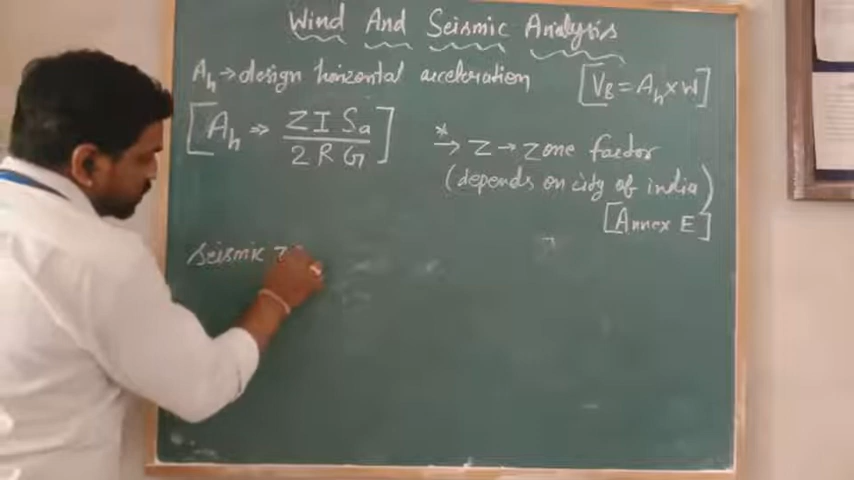 Wind And Seismic Analysis
Ah → design horizontal acceleration
[VB = Ah x W]
[Ah ⇒ Z I Sa / 2 R G]
* → Z → zone factor
(depends on city of india)
[Annex E]
Seismic Z